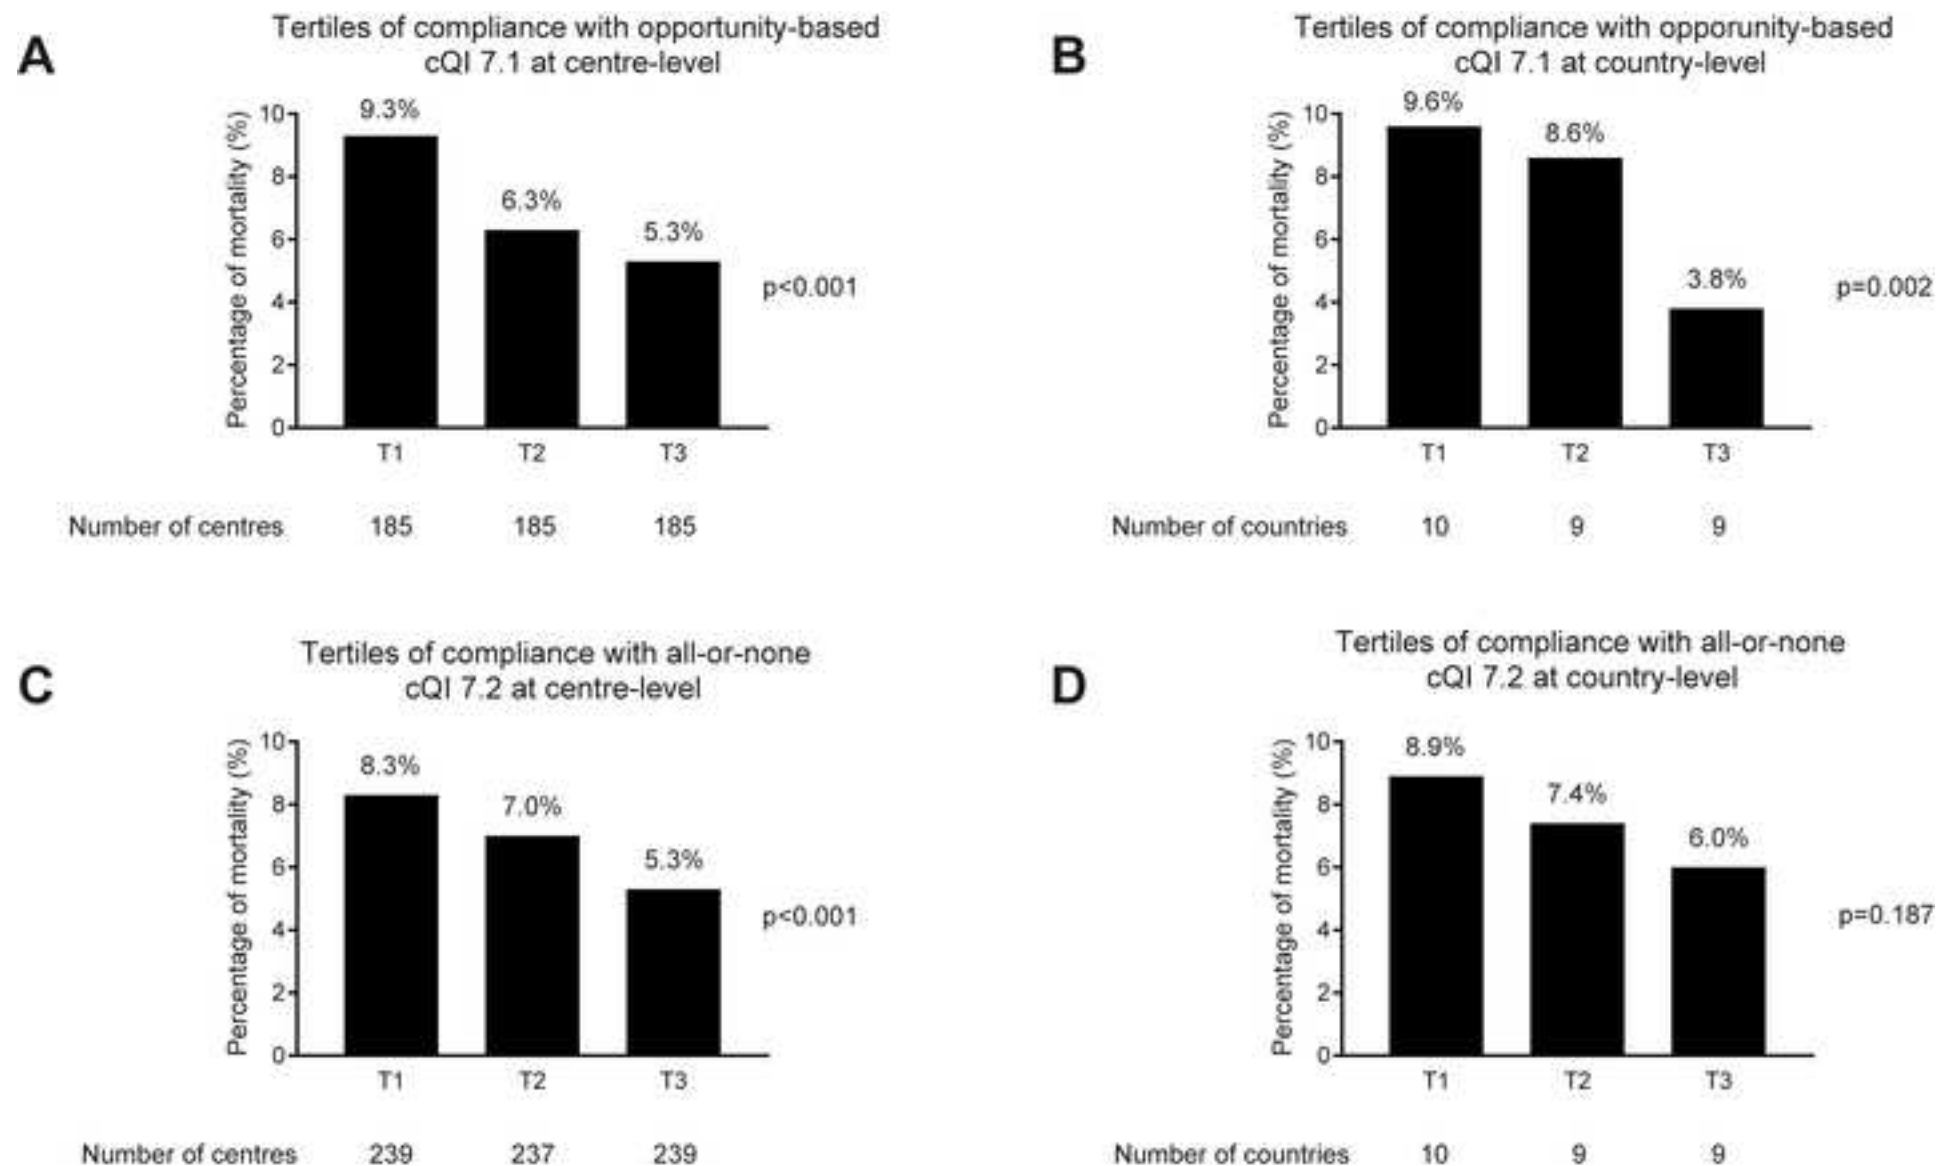 A
Tertiles of compliance with opportunity-based
cQI 7.1 at centre-level
Percentage of mortality (%)
10
8
6
4
2
0
9.3%
6.3%
5.3%
p<0.001
T1 T2 T3
Number of centres 185 185 185
B
Tertiles of compliance with opporunity-based
cQI 7.1 at country-level
Percentage of mortality (%)
10
8
6
4
2
0
9.6%
8.6%
3.8%
p=0.002
T1 T2 T3
Number of countries 10 9 9
C
Tertiles of compliance with all-or-none
cQI 7.2 at centre-level
Percentage of mortality (%)
10
8
6
4
2
0
8.3%
7.0%
5.3%
p<0.001
T1 T2 T3
Number of centres 239 237 239
D
Tertiles of compliance with all-or-none
cQI 7.2 at country-level
Percentage of mortality (%)
10
8
6
4
2
0
8.9%
7.4%
6.0%
p=0.187
T1 T2 T3
Number of countries 10 9 9